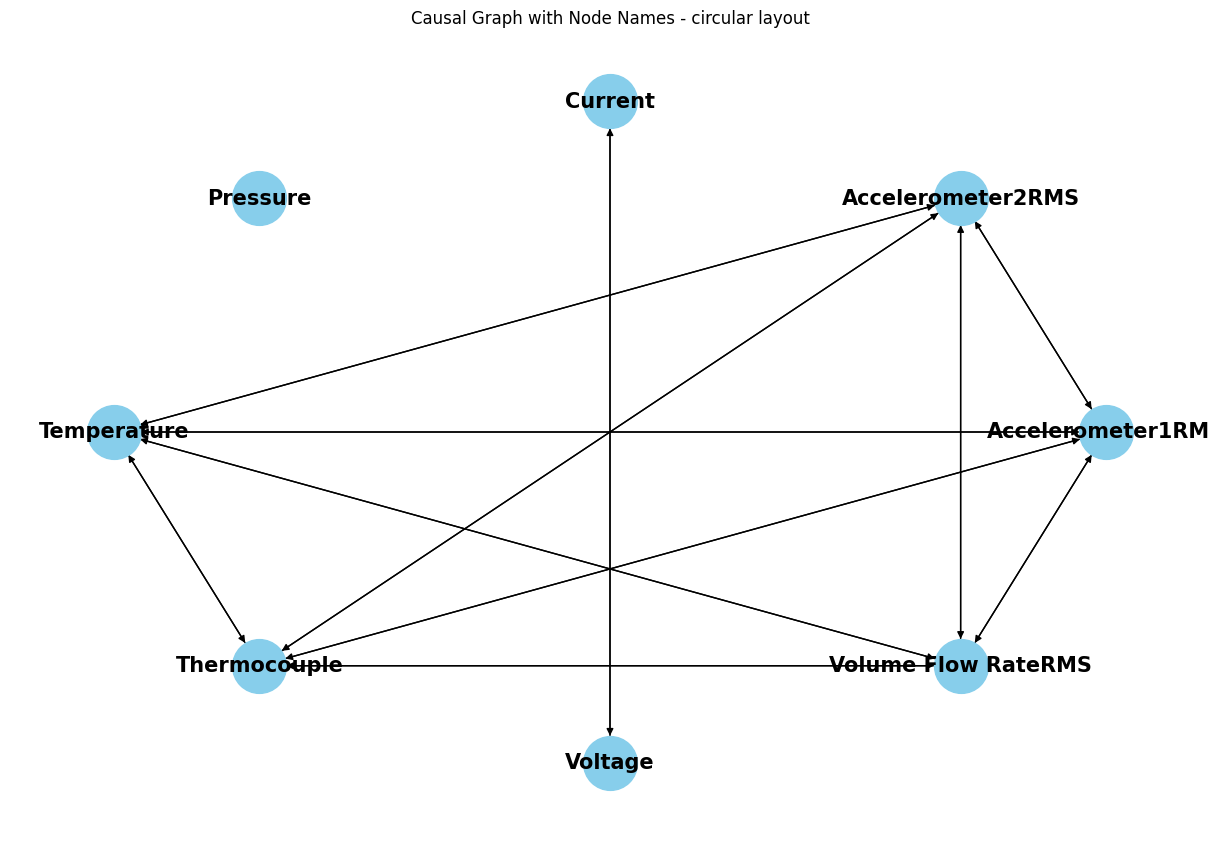 Causal Graph with Node Names - circular layout
Current
Pressure
Accelerometer2RMS
Temperature
Accelerometer1RM
Thermocouple
Volume Flow RateRMS
Voltage